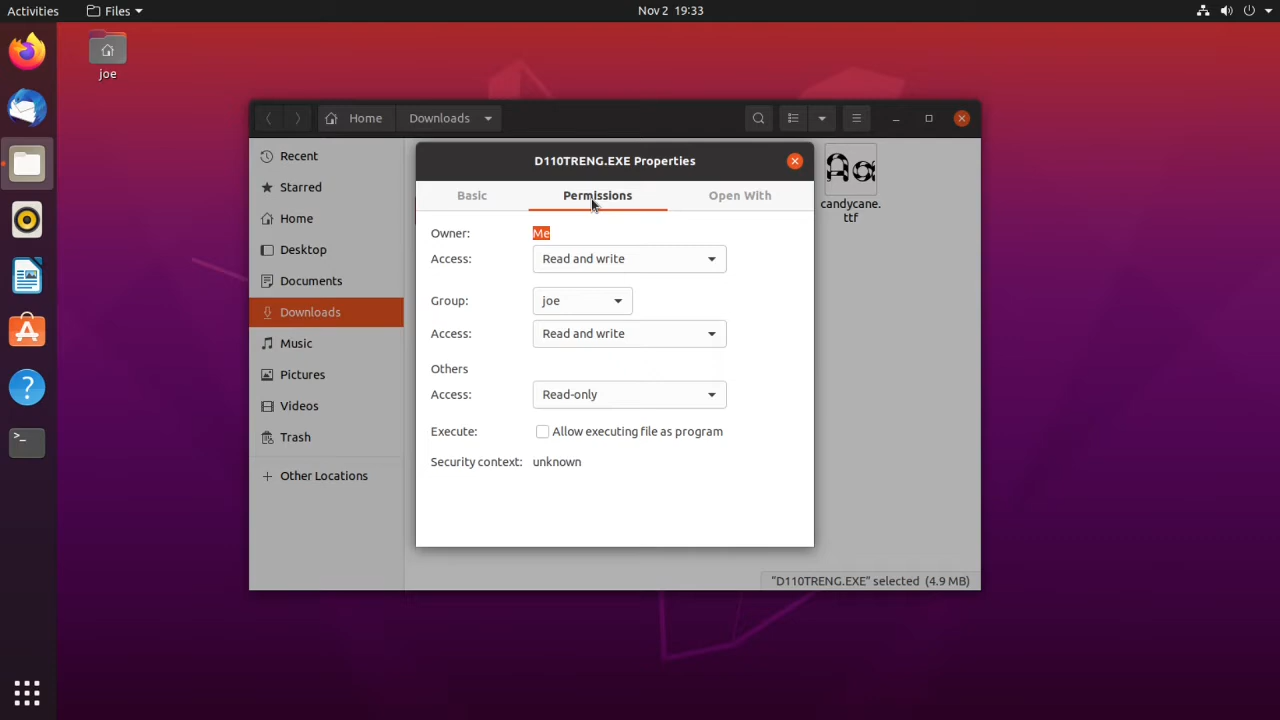 Activities
Files
Nov 2 19:33
joe
Home
Downloads
Recent
Starred
Home
Desktop
Documents
Downloads
Music
Pictures
Videos
Trash
Other Locations
D110TRENG.EXE Properties
Basic
Permissions
Open With
Owner: Me
Access: Read and write
Group: joe
Access: Read and write
Others
Access: Read-only
Execute: Allow executing file as program
Security context: unknown
Aa
candycane.
ttf
"D110TRENG.EXE" selected (4.9 MB)
>_
?